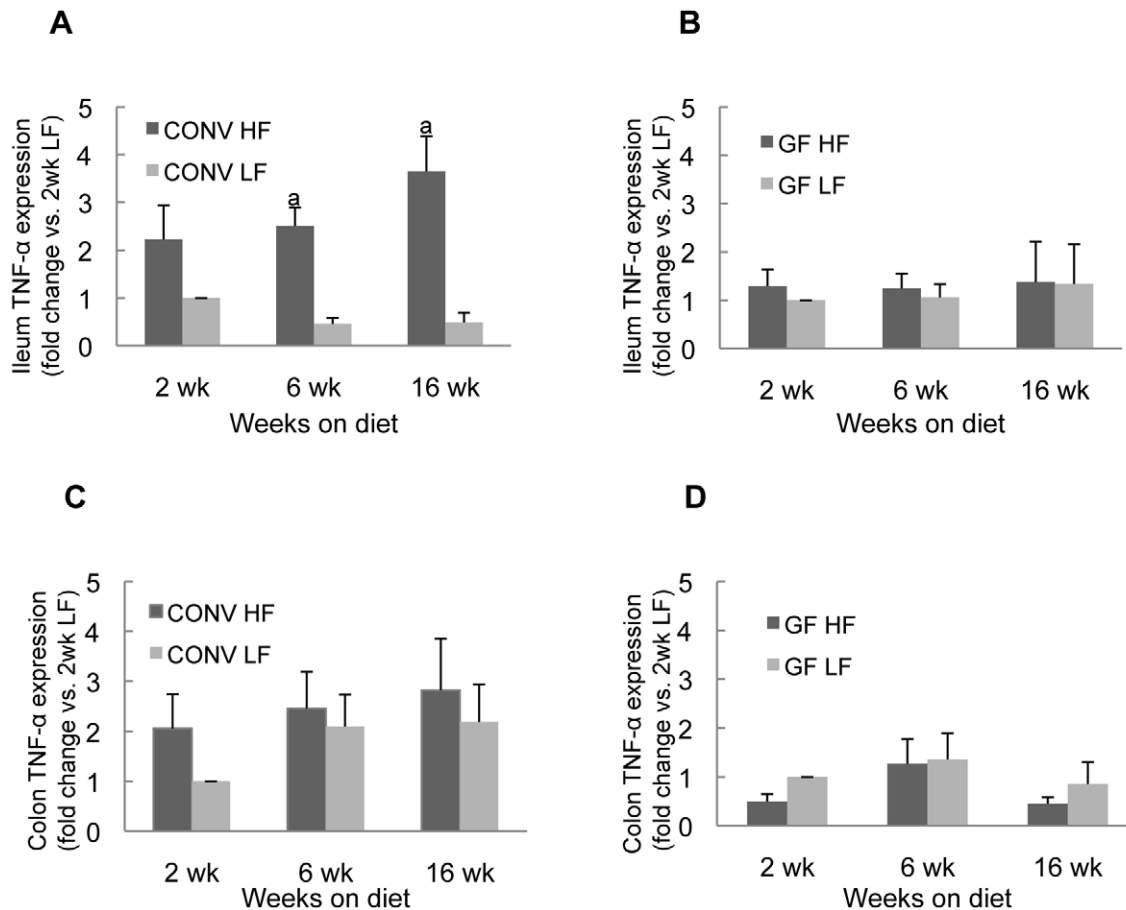 A
Ileum TNF-α expression
(fold change vs. 2wk LF)
5
4
3
2
1
0
CONV HF
CONV LF
a
a
2 wk
6 wk
16 wk
Weeks on diet
B
Ileum TNF-α expression
(fold change vs. 2wk LF)
5
4
3
2
1
0
GF HF
GF LF
2 wk
6 wk
16 wk
Weeks on diet
C
Colon TNF-α expression
(fold change vs. 2wk LF)
5
4
3
2
1
0
CONV HF
CONV LF
2 wk
6 wk
16 wk
Weeks on diet
D
Colon TNF-α expression
(fold change vs. 2wk LF)
5
4
3
2
1
0
GF HF
GF LF
2 wk
6 wk
16 wk
Weeks on diet